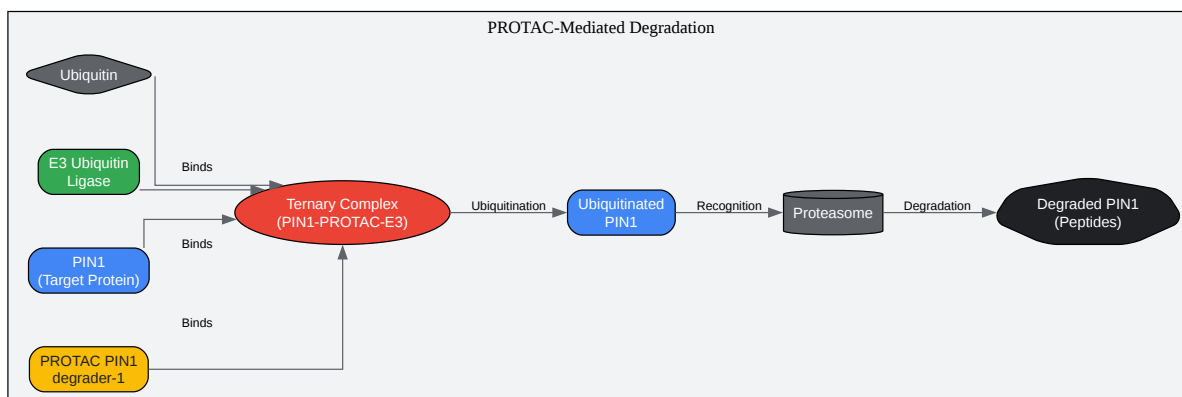 PROTAC-Mediated Degradation
Ubiquitin
E3 Ubiquitin
Ligase
Binds
PIN1
(Target Protein)
Binds
PROTAC PIN1
degrader-1
Binds
Ternary Complex
(PIN1-PROTAC-E3)
Ubiquitination
Ubiquitinated
PIN1
Recognition
Proteasome
Degradation
Degraded PIN1
(Peptides)